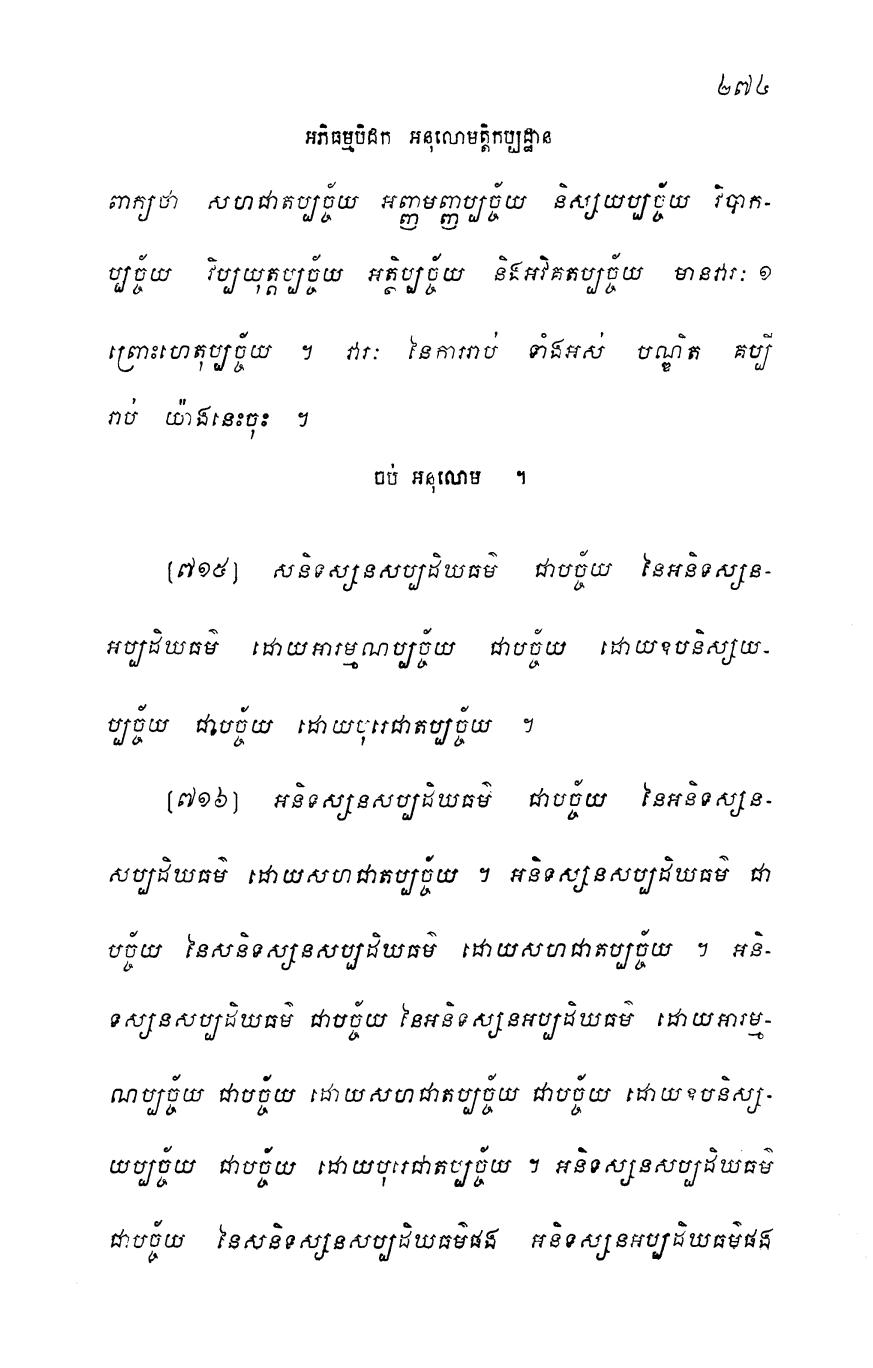 ២៧៤
អភិធម្មបិដក អនុលោមត្តិកប្បដ្ឋាន
ពាក្យថា សហជាតប្បច្ច័យ អញ្ញាមញ្ញាប្បច្ច័យ និស្សយប្បច្ច័យ វិបាក-
ប្បច្ច័យ វិប្បយុត្តប្បច្ច័យ អត្ថិប្បច្ច័យ និងអវិគតប្បច្ច័យ មានវារៈ ១
ព្រោះហេតុប្បច្ច័យ ។ វារៈ នៃការរាប់ ទាំងអស់ បណ្ឌិត គប្បី
រាប់ យ៉ាងនេះចុះ ។
ចប់ អនុលោម ។
[៧១៥] សនិទស្សនសប្បដិឃធម៌ ជាបច្ច័យ នៃអនិទស្សន-
អប្បដិឃធម៌ ដោយអារម្មណប្បច្ច័យ ជាបច្ច័យ ដោយឧបនិស្សយ-
ប្បច្ច័យ ជាបច្ច័យ ដោយបុរេជាតប្បច្ច័យ ។
[៧១៦] អនិទស្សនសប្បដិឃធម៌ ជាបច្ច័យ នៃអនិទស្សន-
សប្បដិឃធម៌ ដោយសហជាតប្បច្ច័យ ។ អនិទស្សនសប្បដិឃធម៌ ជា
បច្ច័យ នៃសនិទស្សនសប្បដិឃធម៌ ដោយសហជាតប្បច្ច័យ ។ អនិ-
ទស្សនសប្បដិឃធម៌ ជាបច្ច័យ នៃអនិទស្សនអប្បដិឃធម៌ ដោយអារម្ម-
ណប្បច្ច័យ ជាបច្ច័យ ដោយសហជាតប្បច្ច័យ ជាបច្ច័យ ដោយឧបនិស្ស-
យប្បច្ច័យ ជាបច្ច័យ ដោយបុរេជាតប្បច្ច័យ ។ អនិទស្សនសប្បដិឃធម៌
ជាបច្ច័យ នៃសនិទស្សនសប្បដិឃធម៌ផង អនិទស្សនអប្បដិឃធម៌ផង